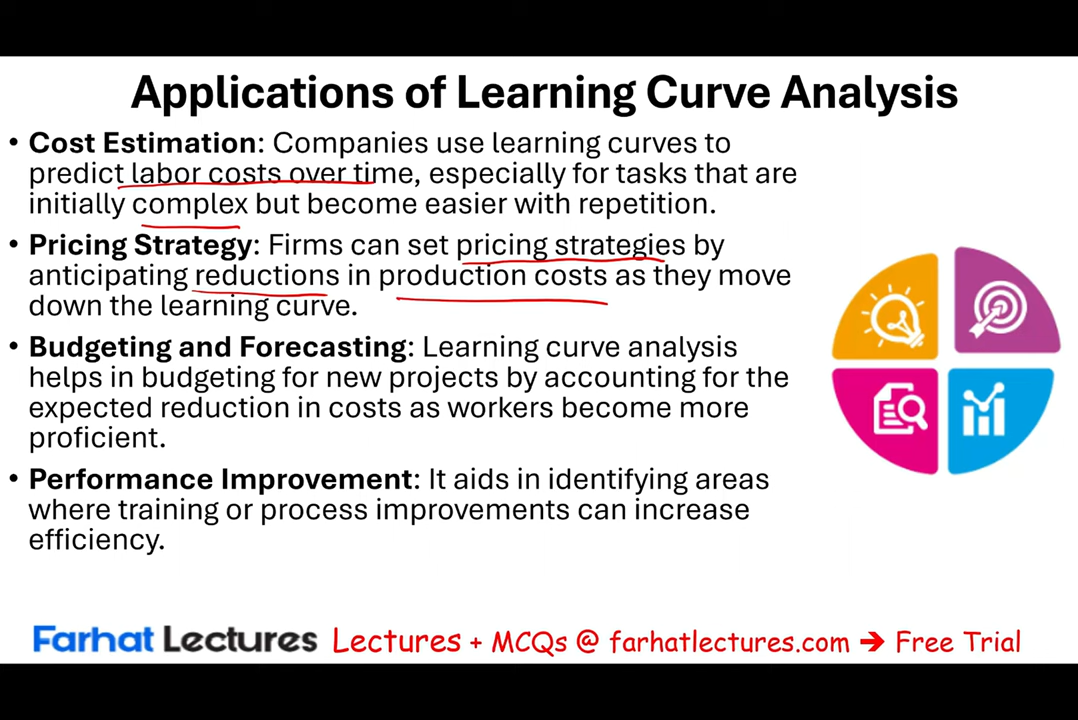 Applications of Learning Curve Analysis
• Cost Estimation: Companies use learning curves to
predict labor costs over time, especially for tasks that are
initially complex but become easier with repetition.
• Pricing Strategy: Firms can set pricing strategies by
anticipating reductions in production costs as they move
down the learning curve.
• Budgeting and Forecasting: Learning curve analysis
helps in budgeting for new projects by accounting for the
expected reduction in costs as workers become more
proficient.
• Performance Improvement: It aids in identifying areas
where training or process improvements can increase
efficiency.
Farhat Lectures Lectures + MCQs @ farhatlectures.com ➔ Free Trial